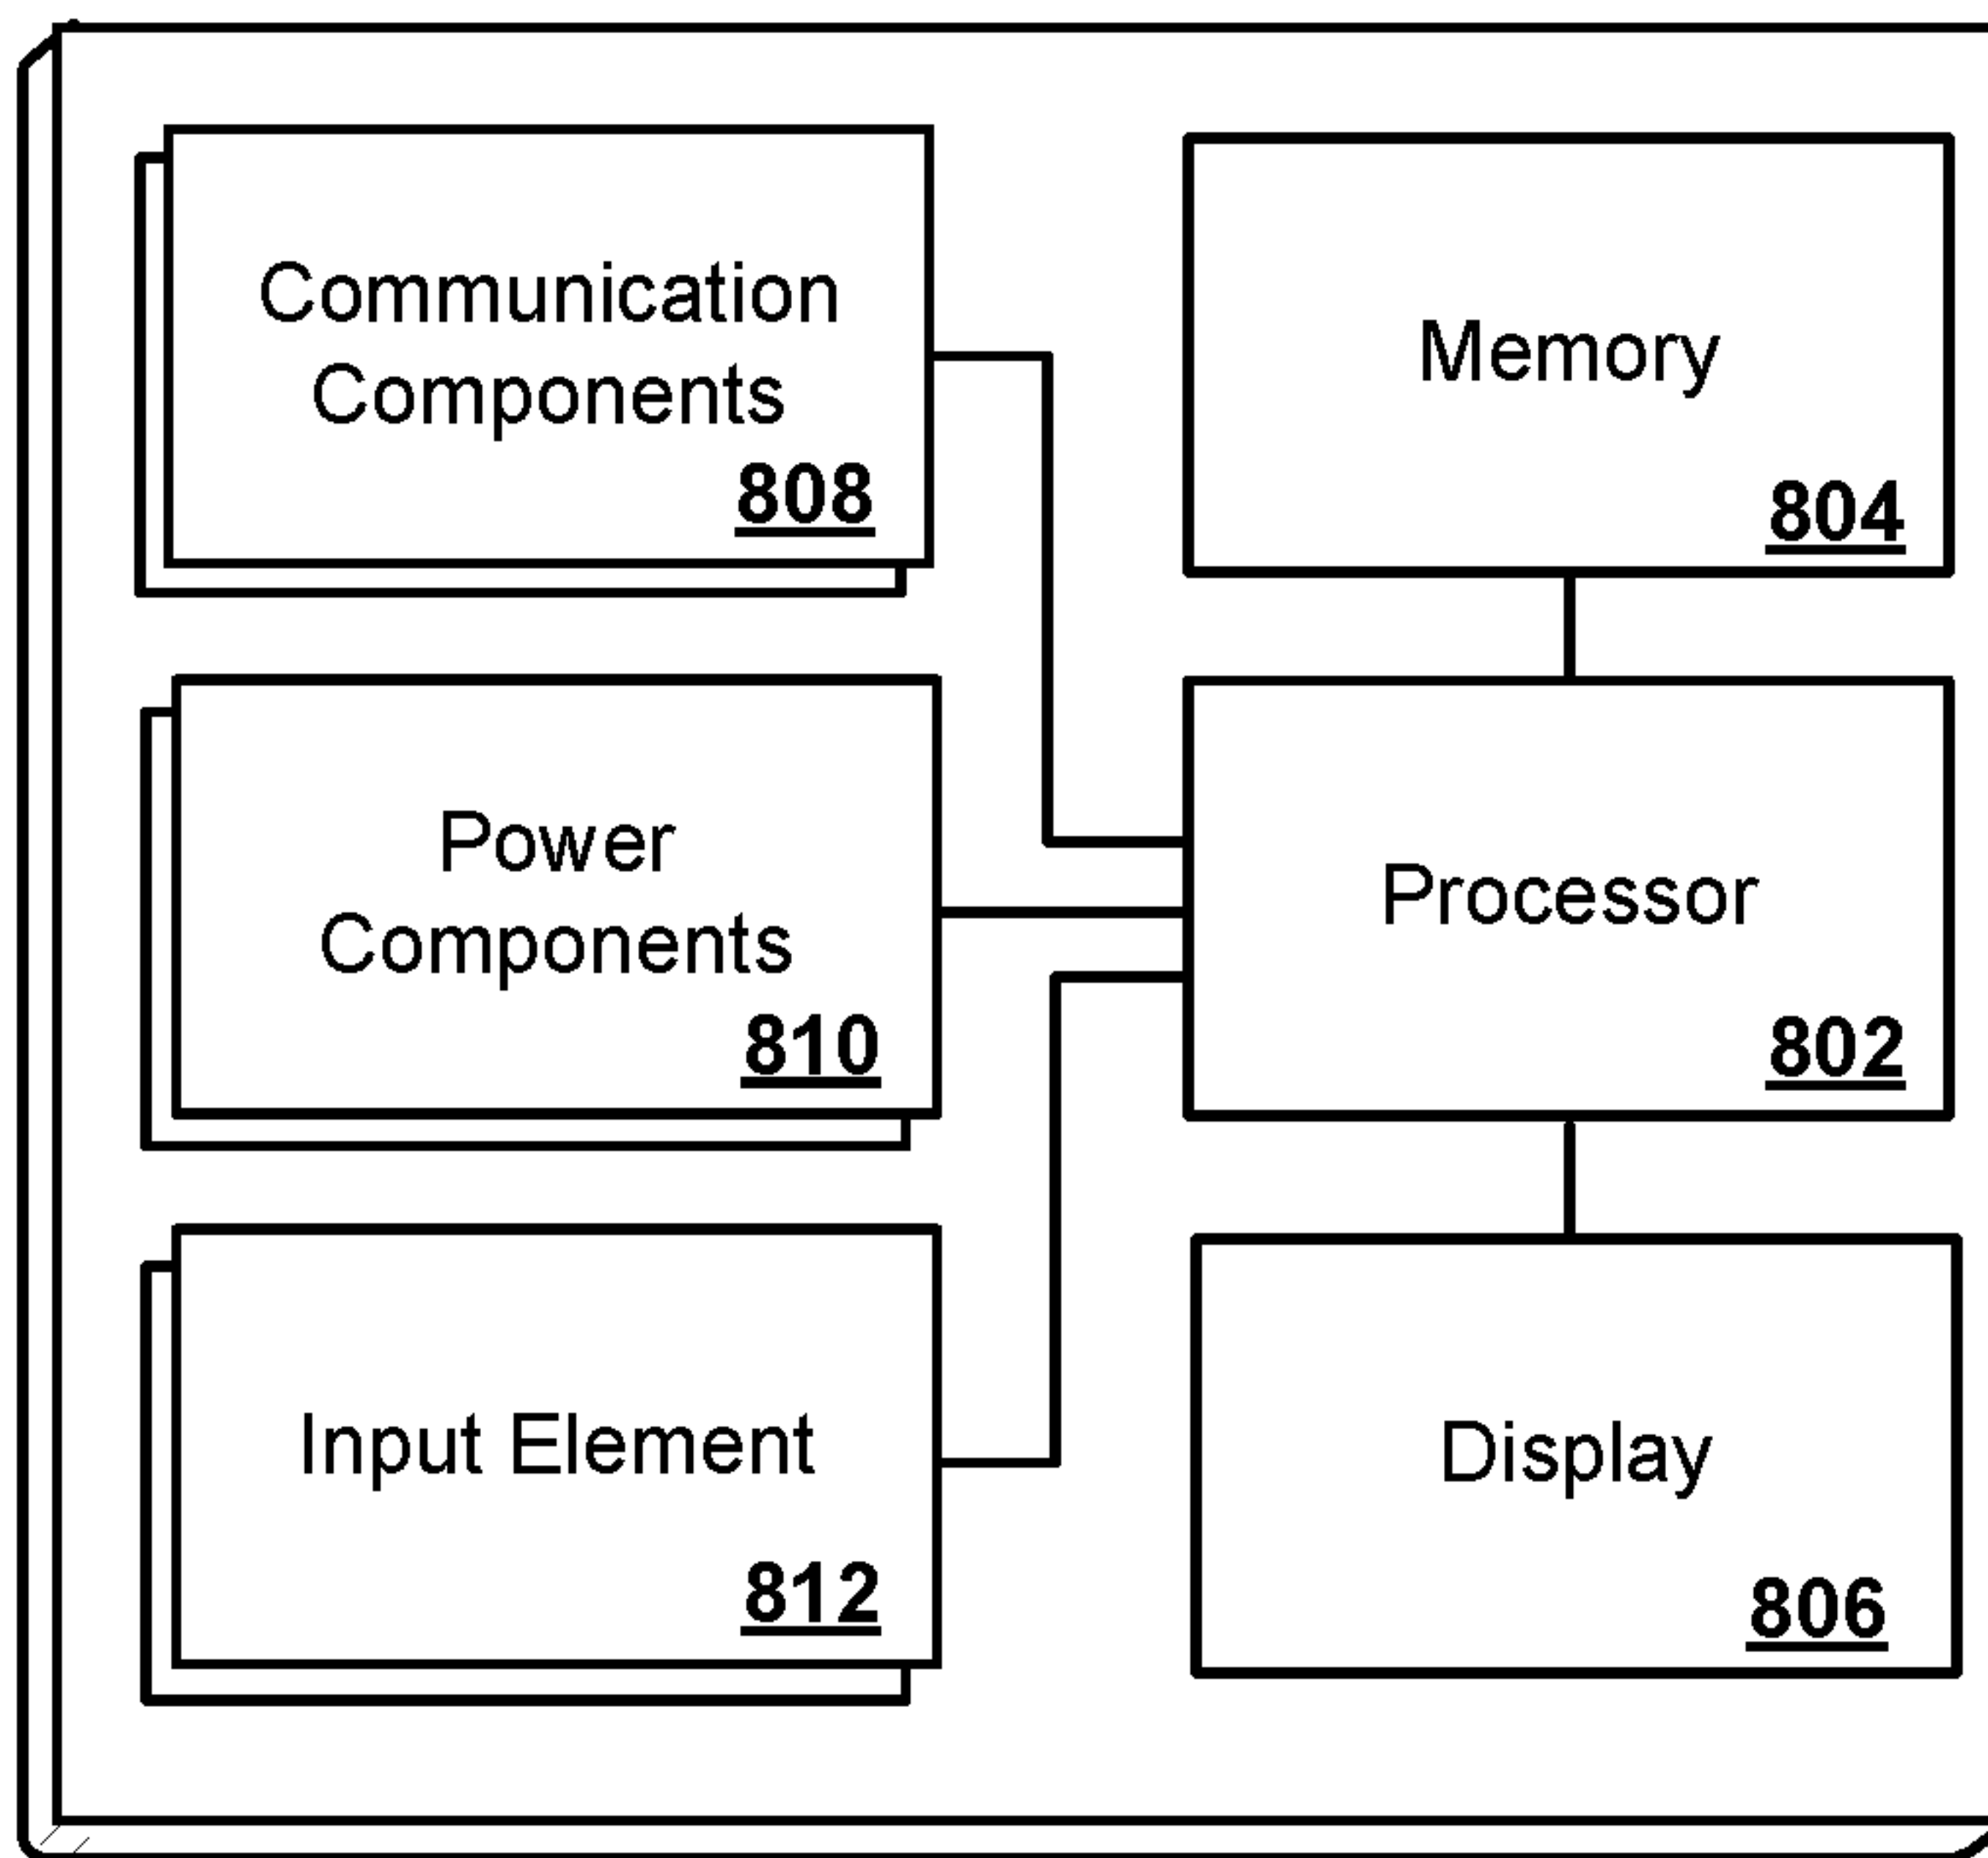 Communication
Components
808
Memory
804
Power
Components
810
Processor
802
Input Element
812
Display
806